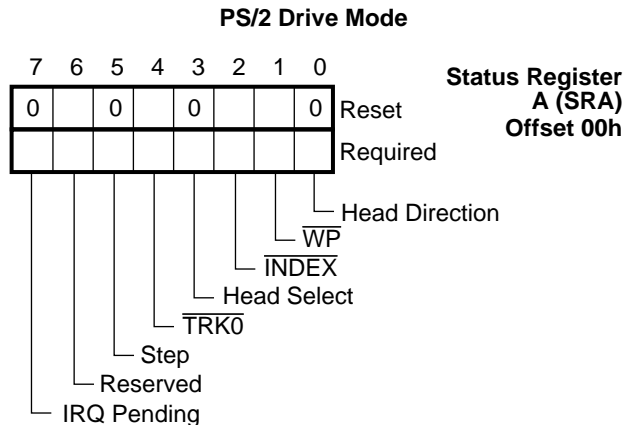 PS/2 Drive Mode
7 6 5 4 3 2 1 0
Status Register
A (SRA)
Offset 00h
0 0 0 0 Reset
Required
Head Direction
WP
INDEX
Head Select
TRK0
Step
Reserved
IRQ Pending